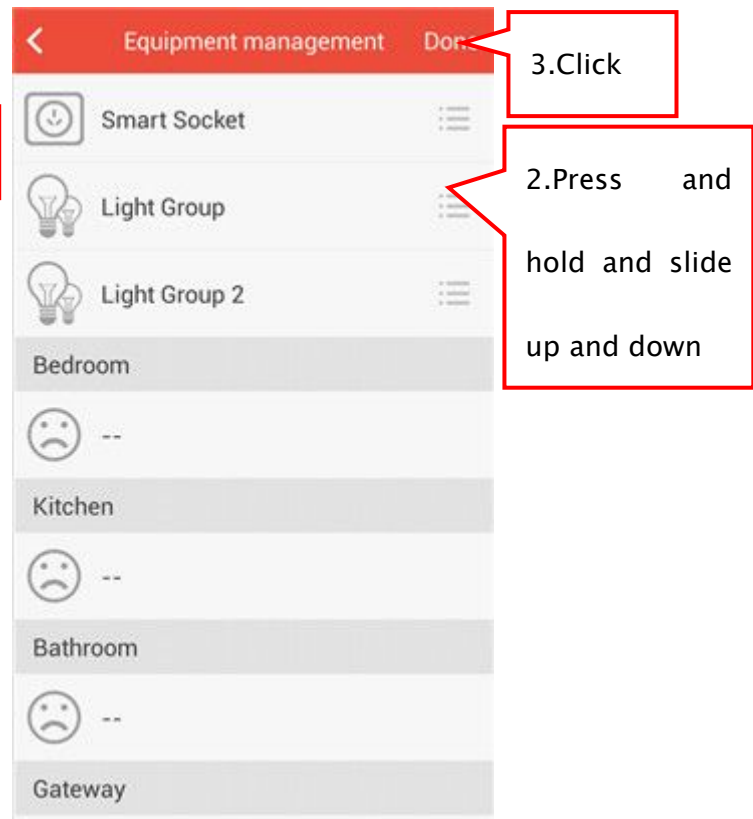 Equipment management Done
3.Click
Smart Socket
2.Press and
Light Group
hold and slide
Light Group 2
up and down
Bedroom
--
Kitchen
--
Bathroom
--
Gateway